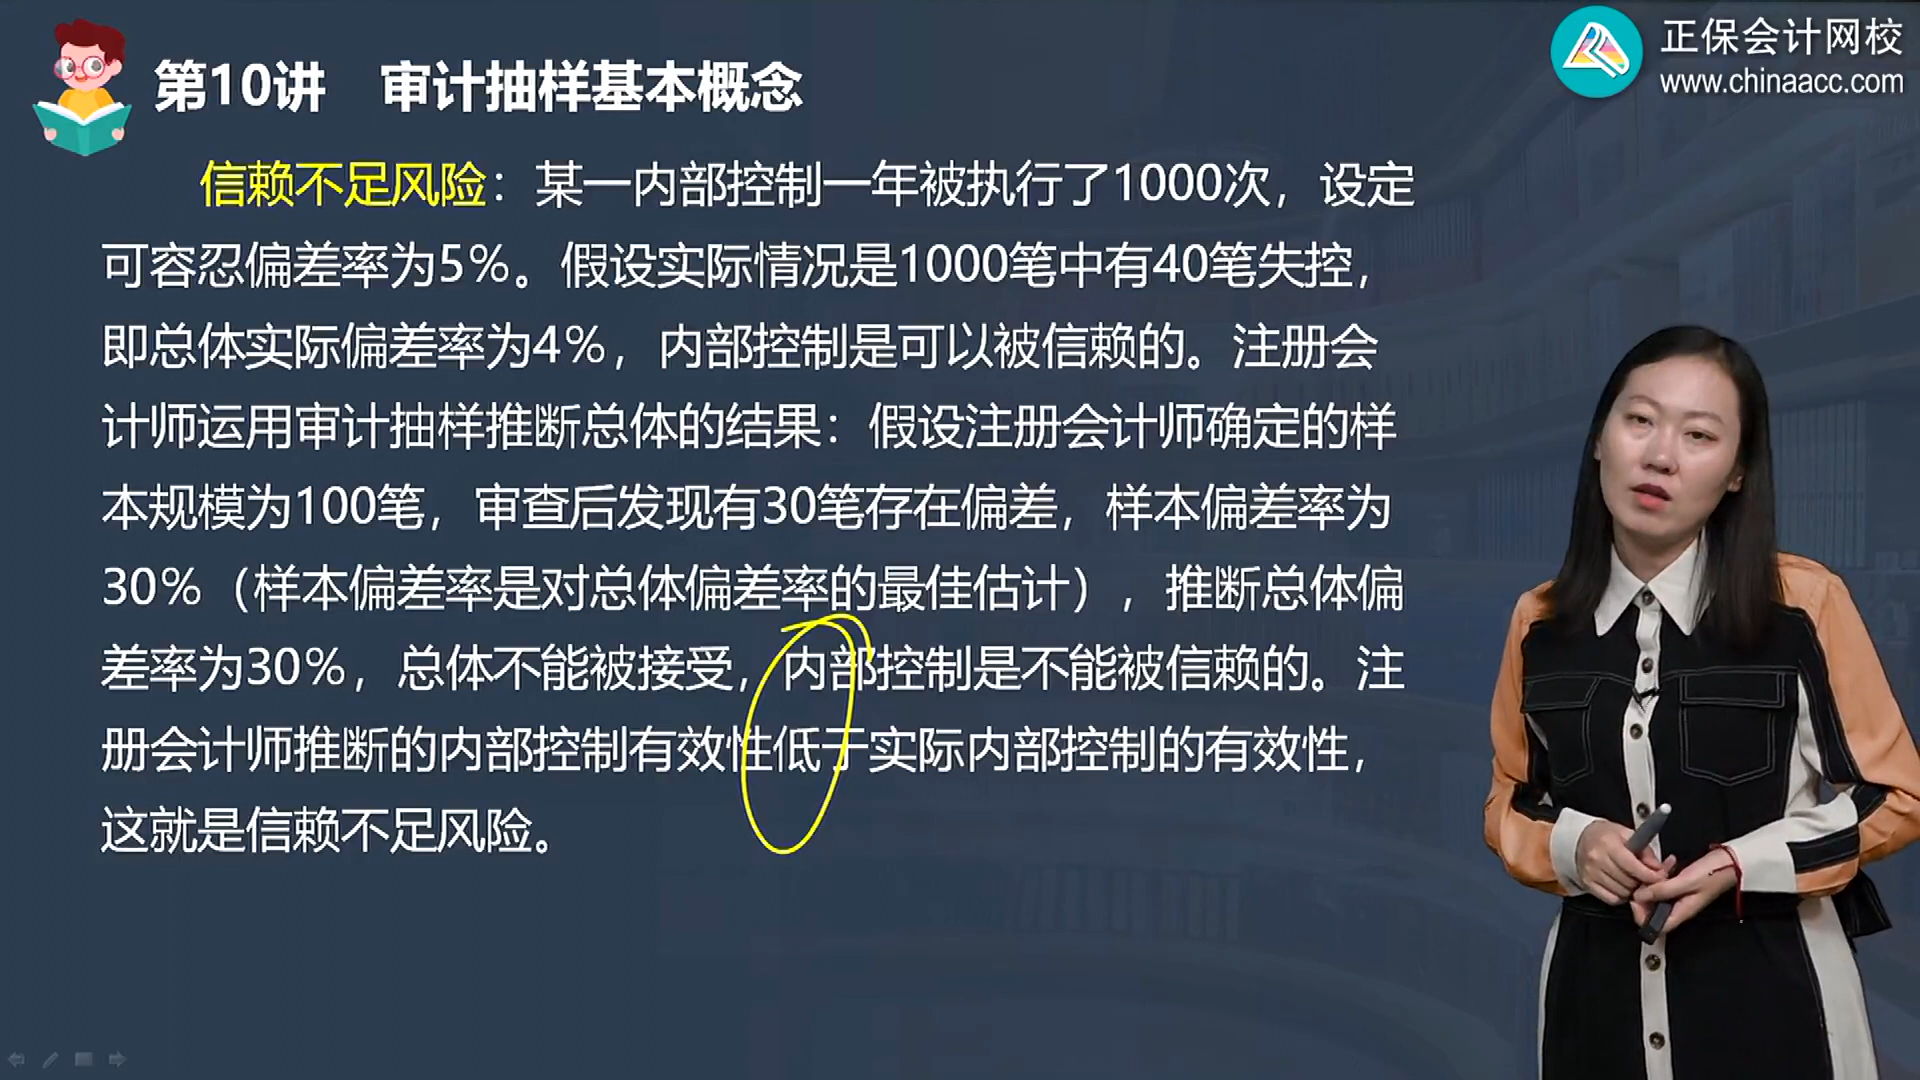 正保会计网校
www.chinaacc.com
第10讲 审计抽样基本概念
信赖不足风险：某一内部控制一年被执行了1000次，设定
可容忍偏差率为5%。假设实际情况是1000笔中有40笔失控，
即总体实际偏差率为4%，内部控制是可以被信赖的。注册会
计师运用审计抽样推断总体的结果：假设注册会计师确定的样
本规模为100笔，审查后发现有30笔存在偏差，样本偏差率为
30%（样本偏差率是对总体偏差率的最佳估计），推断总体偏
差率为30%，总体不能被接受，内部控制是不能被信赖的。注
册会计师推断的内部控制有效性低于实际内部控制的有效性，
这就是信赖不足风险。